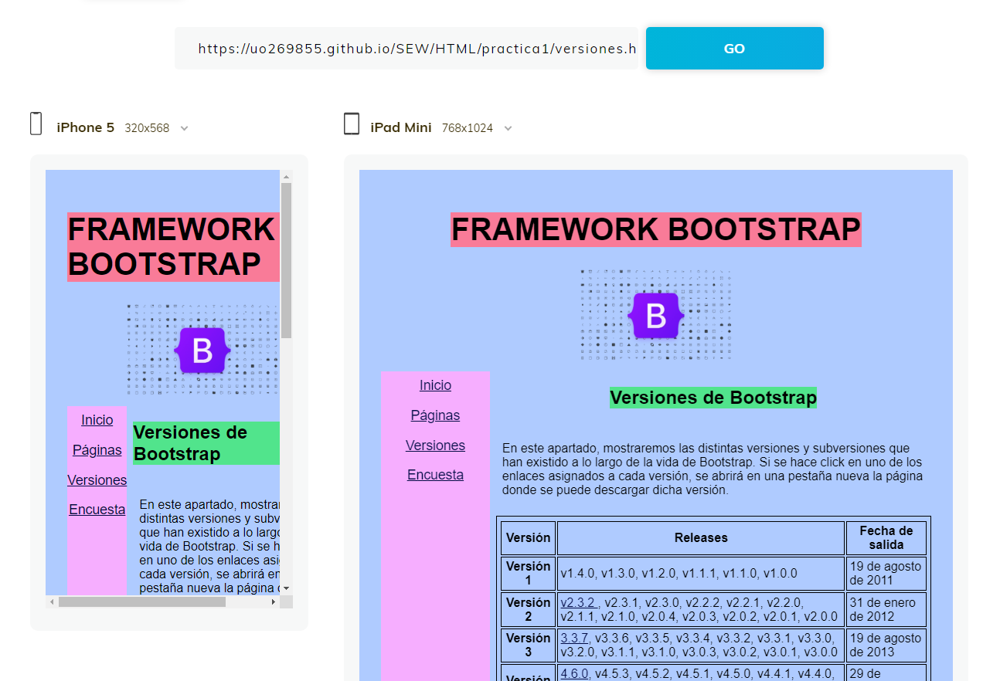 https://uo269855.github.io/SEW/HTML/practica1/versiones.h
GO
iPhone 5 320x568
FRAMEWORK
BOOTSTRAP
B
Inicio
Páginas
Versiones
Encuesta
Versiones de
Bootstrap
En este apartado, mostrar
distintas versiones y subv
que han existido a lo largo
vida de Bootstrap. Si se h
en uno de los enlaces asi
cada versión, se abrirá en
pestaña nueva la página d
iPad Mini 768x1024
FRAMEWORK BOOTSTRAP
B
Inicio
Páginas
Versiones
Encuesta
Versiones de Bootstrap
En este apartado, mostraremos las distintas versiones y subversiones que
han existido a lo largo de la vida de Bootstrap. Si se hace click en uno de los
enlaces asignados a cada versión, se abrirá en una pestaña nueva la página
donde se puede descargar dicha versión.
Versión Releases Fecha de
salida
Versión
1
v1.4.0, v1.3.0, v1.2.0, v1.1.1, v1.1.0, v1.0.0
19 de agosto
de 2011
Versión
2
v2.3.2 , v2.3.1, v2.3.0, v2.2.2, v2.2.1, v2.2.0,
v2.1.1, v2.1.0, v2.0.4, v2.0.3, v2.0.2, v2.0.1, v2.0.0
31 de enero
de 2012
Versión
3
3.3.7, v3.3.6, v3.3.5, v3.3.4, v3.3.2, v3.3.1, v3.3.0,
v3.2.0, v3.1.1, v3.1.0, v3.0.3, v3.0.2, v3.0.1, v3.0.0
19 de agosto
de 2013
Versión
4.6.0, v4.5.3, v4.5.2, v4.5.1, v4.5.0, v4.4.1, v4.4.0,
29 de